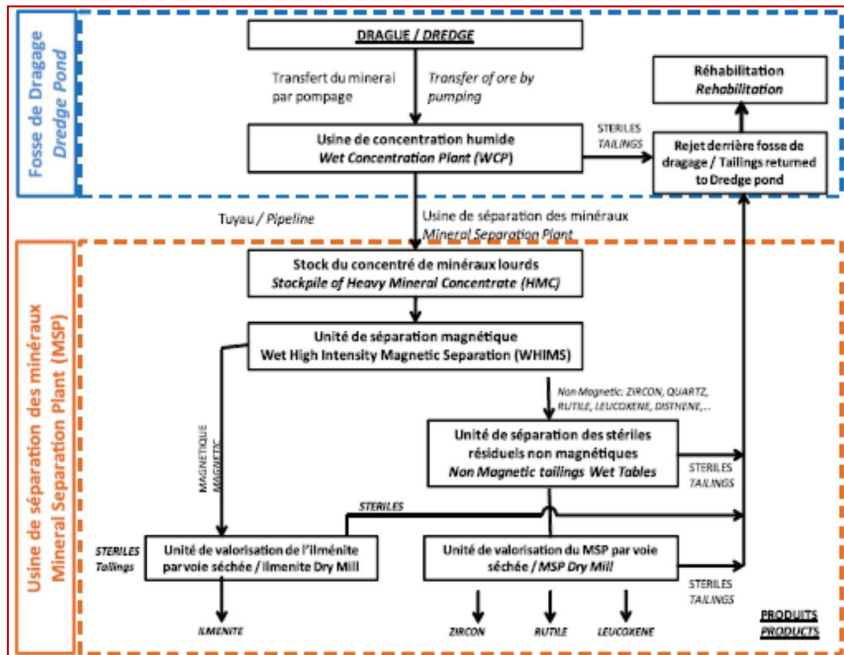 Fosse de Dragage
Dredge Pond
DRAGUE / DREDGE
Transfert du minerai
par pompage
Transfer of ore by
pumping
Usine de concentration humide
Wet Concentration Plant (WCP)
STERILES
TAILINGS
Réhabilitation
Rehabilitation
Rejet derrière fosse de
dragage / Tailings returned
to Dredge pond
Tuyau / Pipeline
Usine de séparation des minéraux
Mineral Separation Plant
Usine de séparation des minéraux
Mineral Separation Plant (MSP)
Stock du concentré de minéraux lourds
Stockpile of Heavy Mineral Concentrate (HMC)
Unité de séparation magnétique
Wet High Intensity Magnetic Separation (WHIMS)
MAGNETIQUE
MAGNETIC
Non Magnetic: ZIRCON, QUARTZ,
RUTILE, LEUCOXENE, DISTHENE,...
Unité de séparation des stériles
résiduels non magnétiques
Non Magnetic tailings Wet Tables
STERILES
TAILINGS
STERILES
STERILES
Tallings
Unité de valorisation de l'ilménite
par voie séchée / Ilmenite Dry Mill
Unité de valorisation du MSP par voie
séchée / MSP Dry Mill
STERILES
TAILINGS
ILMENITE
ZIRCON
RUTILE
LEUCOXENE
PRODUITS
PRODUCTS